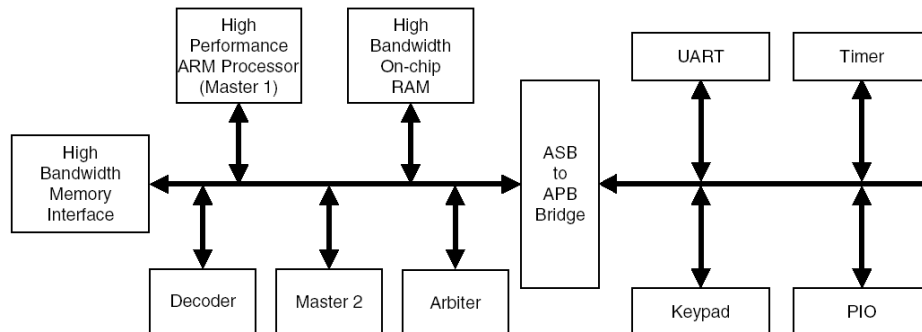 High
Performance
ARM Processor
(Master 1)
High
Bandwidth
On-chip
RAM
UART
Timer
High
Bandwidth
Memory
Interface
ASB
to
APB
Bridge
Decoder
Master 2
Arbiter
Keypad
PIO